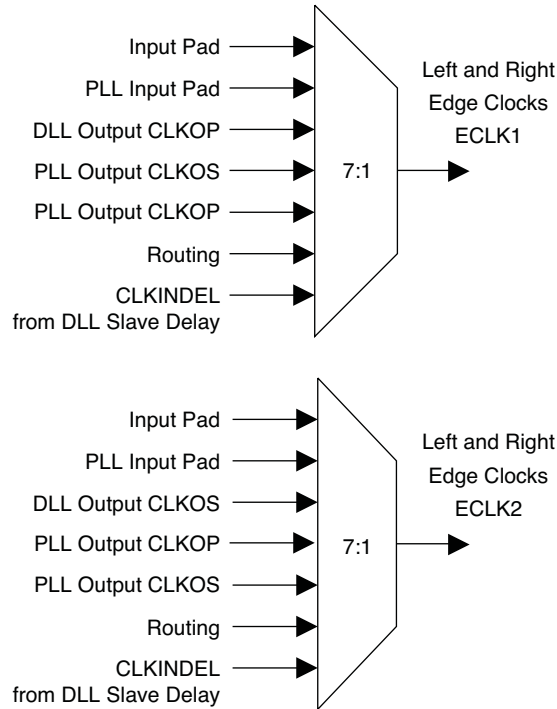 Input Pad
PLL Input Pad
DLL Output CLKOP
PLL Output CLKOS
PLL Output CLKOP
Routing
CLKINDEL
from DLL Slave Delay
7:1
Left and Right
Edge Clocks
ECLK1
Input Pad
PLL Input Pad
DLL Output CLKOS
PLL Output CLKOP
PLL Output CLKOS
Routing
CLKINDEL
from DLL Slave Delay
7:1
Left and Right
Edge Clocks
ECLK2